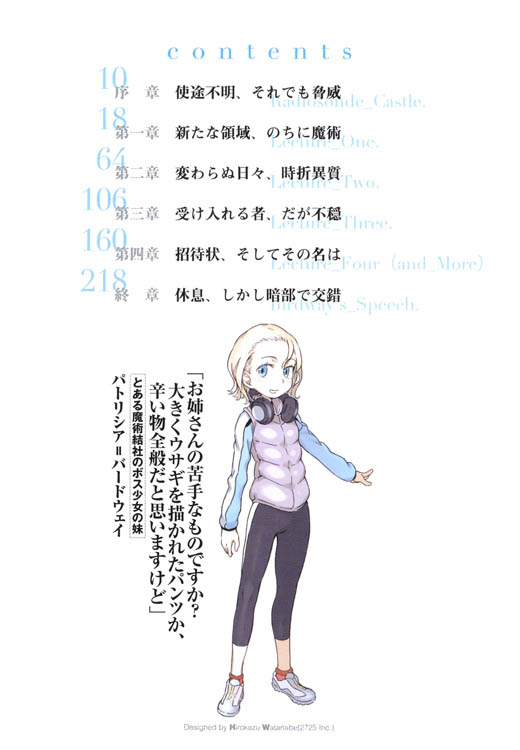 contents
10
序　章　使途不明、それでも脅威
Radiosonde_Castle.
18
第一章　新たな領域、のちに魔術
Lecture_One.
64
第二章　変わらぬ日々、時折異質
Lecture_Two.
106
第三章　受け入れる者、だが不穏
Lecture_Three.
160
第四章　招待状、そしてその名は
Lecture_Four (and_More)
218
終　章　休息、しかし暗部で交錯
Birdway's_Speech.
「お姉さんの苦手なものですか?
大きくウサギを描かれたパンツか、
辛い物全般だと思いますけど」
とある魔術結社のボス少女の妹
パトリシア＝バードウェイ
Designed by Hirokazu Watanabe(2725 Inc.)